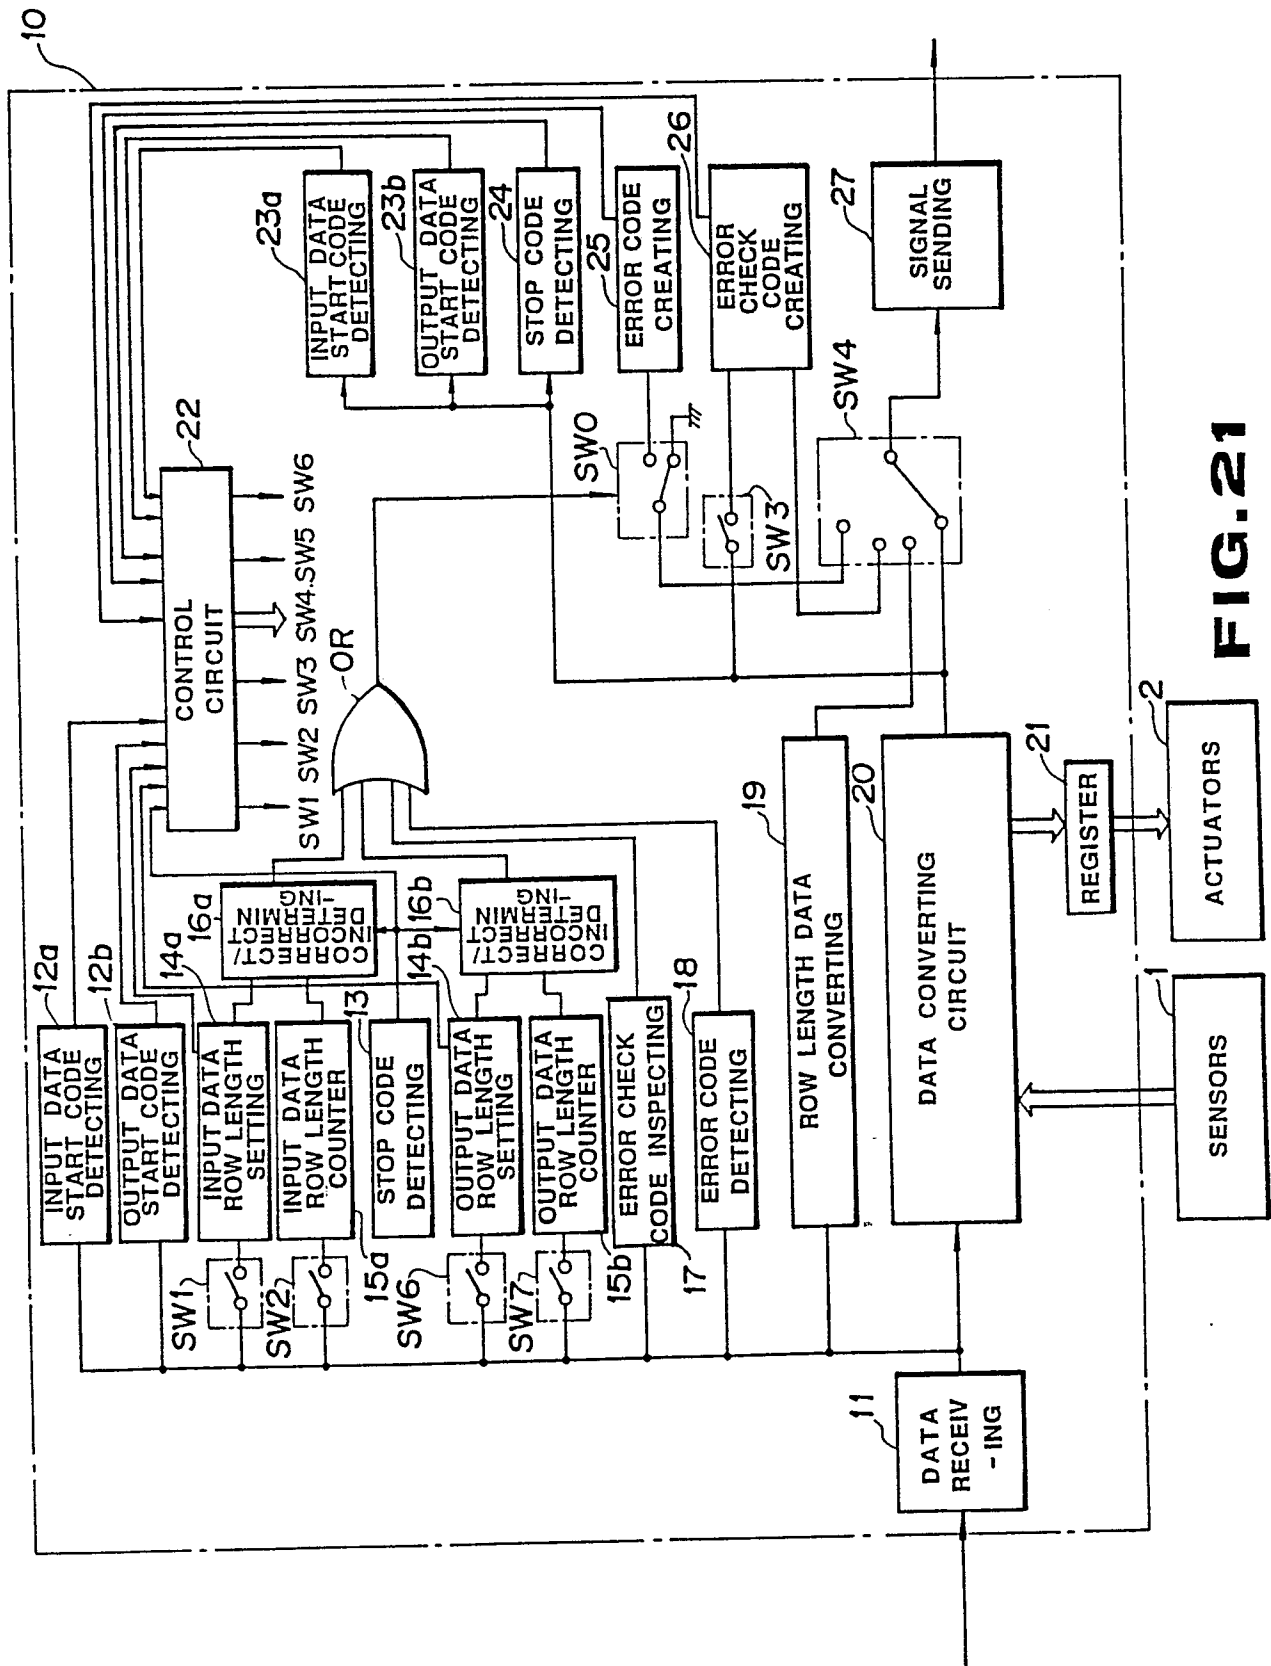 10
12a
INPUT DATA
START CODE
DETECTING
12b
OUTPUT DATA
START CODE
DETECTING
14a
INPUT DATA
ROW LENGTH
SETTING
SW1
INPUT DATA
ROW LENGTH
COUNTER
15a
SW2
16a
CORRECT/
INCORRECT
DETERMIN
-ING
13
STOP CODE
DETECTING
14b
OUTPUT DATA
ROW LENGTH
SETTING
SW6
OUTPUT DATA
ROW LENGTH
COUNTER
15b
SW7
16b
CORRECT/
INCORRECT
DETERMIN
-ING
ERROR CHECK
CODE INSPECTING
17
18
ERROR CODE
DETECTING
CONTROL
CIRCUIT
22
SW1 SW2 SW3 SW4.SW5 SW6
OR
23a
INPUT DATA
START CODE
DETECTING
23b
OUTPUT DATA
START CODE
DETECTING
24
STOP CODE
DETECTING
25
ERROR CODE
CREATING
26
ERROR
CHECK
CODE
CREATING
SW0
SW3
SW4
27
SIGNAL
SENDING
19
ROW LENGTH DATA
CONVERTING
20
DATA CONVERTING
CIRCUIT
11
DATA
RECEIV
-ING
21
REGISTER
1
SENSORS
2
ACTUATORS
FIG.21